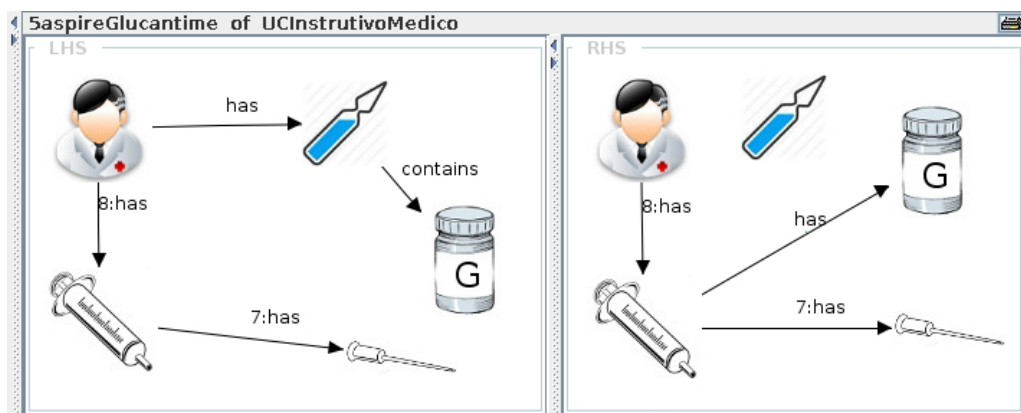 5aspireGlucantime of UCInstrutivoMedico
LHS
has
contains
8:has
G
7:has
RHS
8:has
has
G
7:has